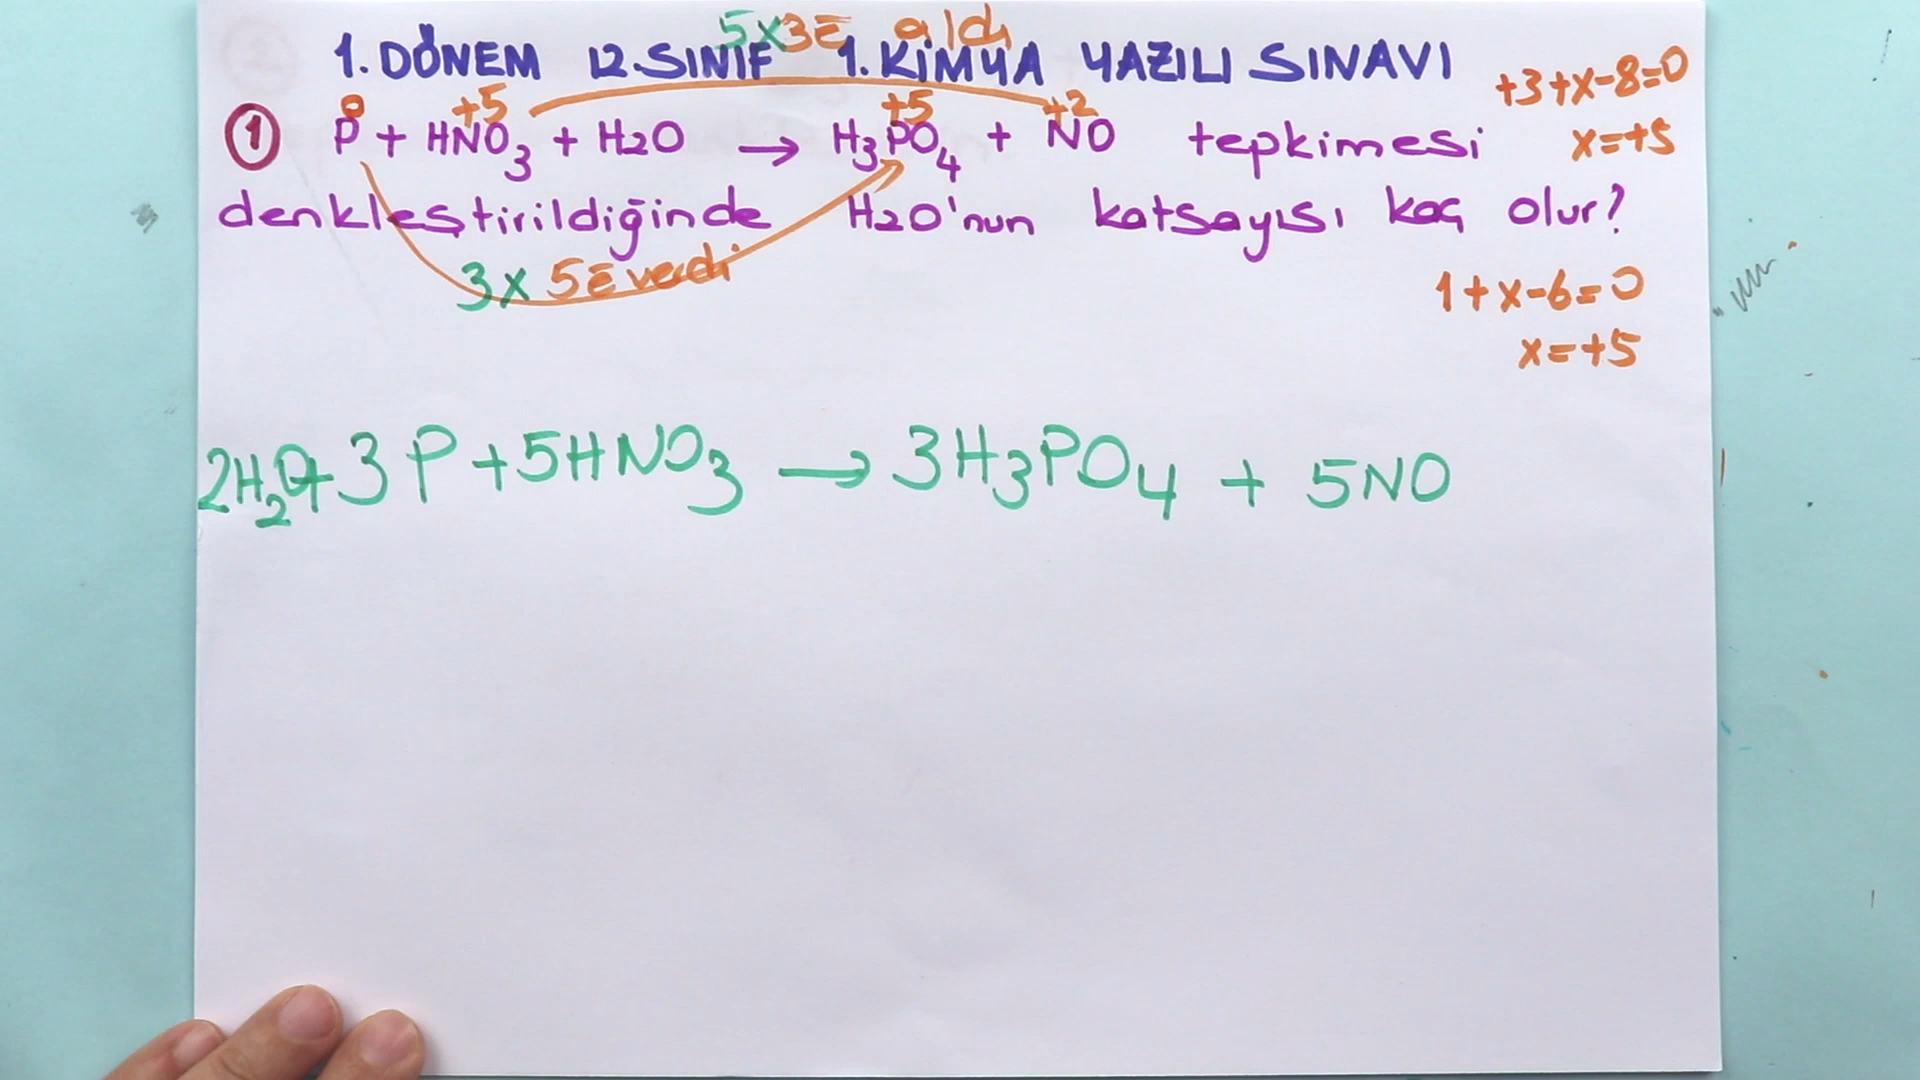 5x3ē aldı
1. DÖNEM 12.SINIF 1. KİMYA YAZILI SINAVI
+3+x-8=0
0 +5 +5 +2
1 P + HNO3 + H2O → H3PO4 + NO tepkimesi
x=+5
denkleştirildiğinde H2O'nun katsayısı kaç olur?
3x 5ē verdi
1+x-6=0
x=+5
2H2O+3P+5HNO3 → 3H3PO4 + 5NO